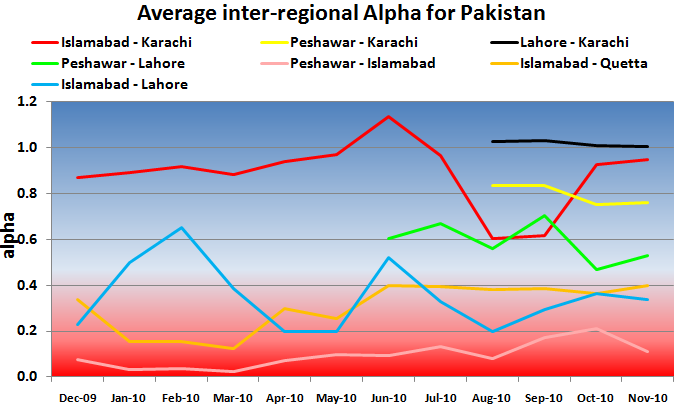 Average inter-regional Alpha for Pakistan
Islamabad - Karachi Peshawar - Karachi Lahore - Karachi
Peshawar - Lahore Peshawar - Islamabad Islamabad - Quetta
Islamabad - Lahore
1.2
1.0
0.8
0.6
0.4
0.2
0.0
alpha
Dec-09 Jan-10 Feb-10 Mar-10 Apr-10 May-10 Jun-10 Jul-10 Aug-10 Sep-10 Oct-10 Nov-10